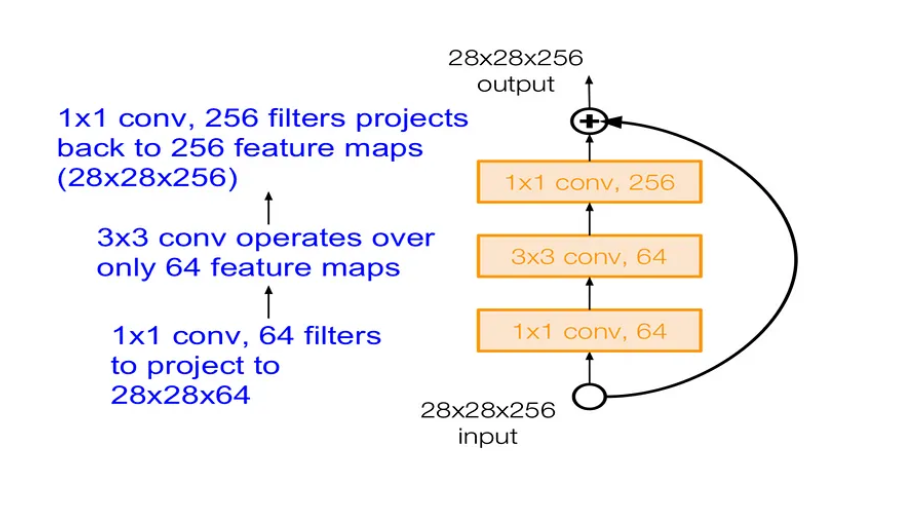 28x28x256
output
1x1 conv, 256 filters projects
back to 256 feature maps
(28x28x256)
1x1 conv, 256
3x3 conv operates over
only 64 feature maps
3x3 conv, 64
1x1 conv, 64 filters
to project to
28x28x64
1x1 conv, 64
28x28x256
input